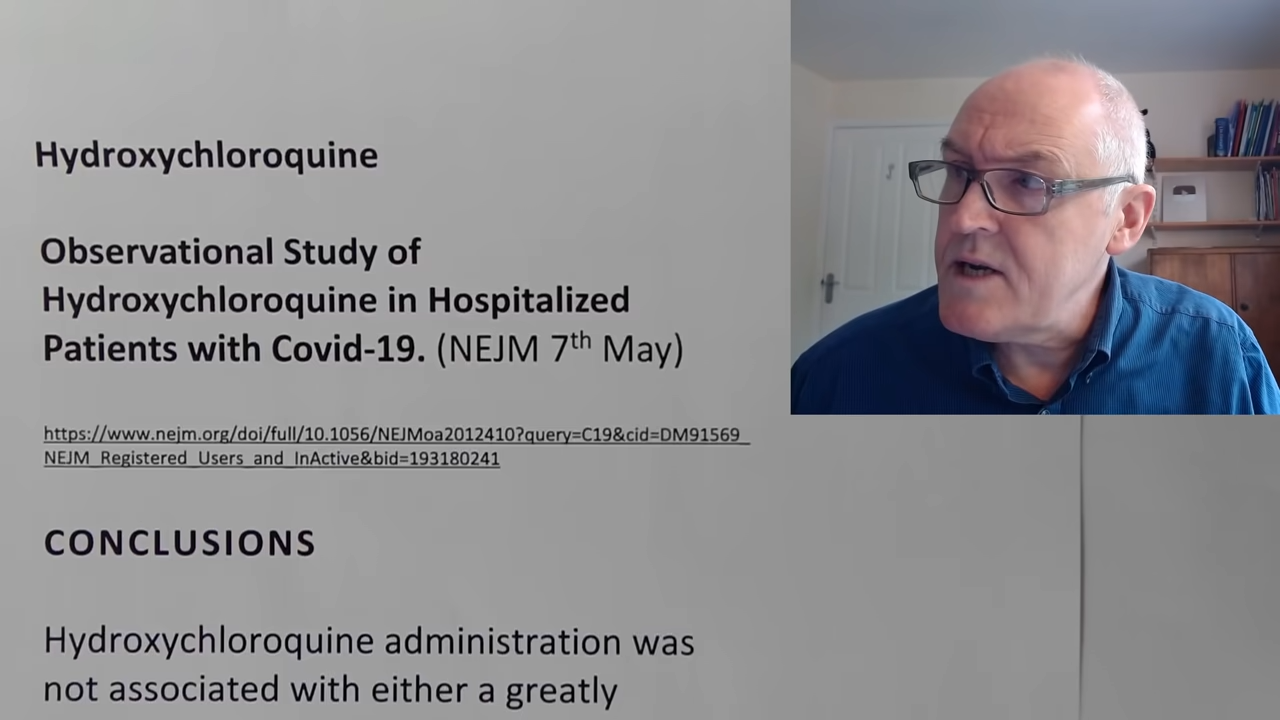 Hydroxychloroquine
Observational Study of
Hydroxychloroquine in Hospitalized
Patients with Covid-19. (NEJM 7th May)
https://www.nejm.org/doi/full/10.1056/NEJMoa2012410?query=C19&cid=DM91569_
NEJM_Registered_Users_and_InActive&bid=193180241
CONCLUSIONS
Hydroxychloroquine administration was
not associated with either a greatly